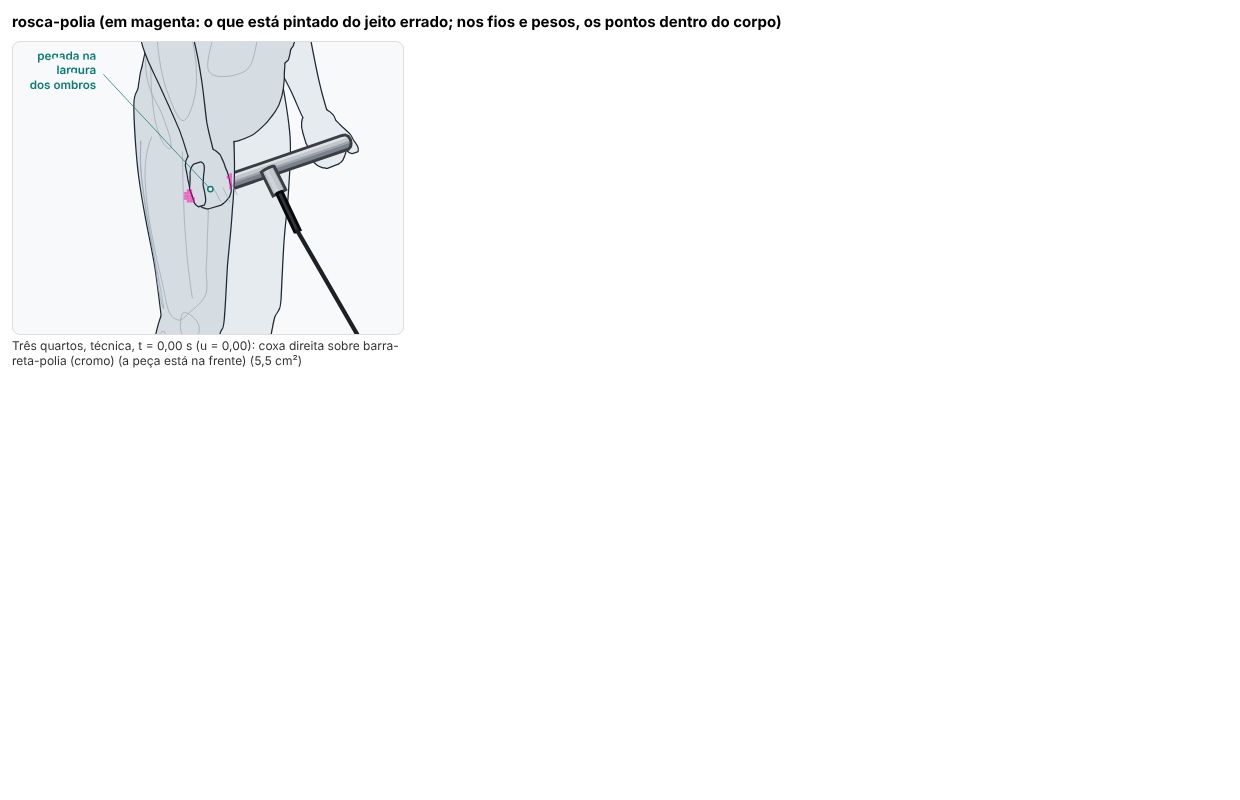 rosca-polia (em magenta: o que está pintado do jeito errado; nos fios e pesos, os pontos dentro do corpo)
pegada na
largura
dos ombros
Três quartos, técnica, t = 0,00 s (u = 0,00): coxa direita sobre barra-
reta-polia (cromo) (a peça está na frente) (5,5 cm²)